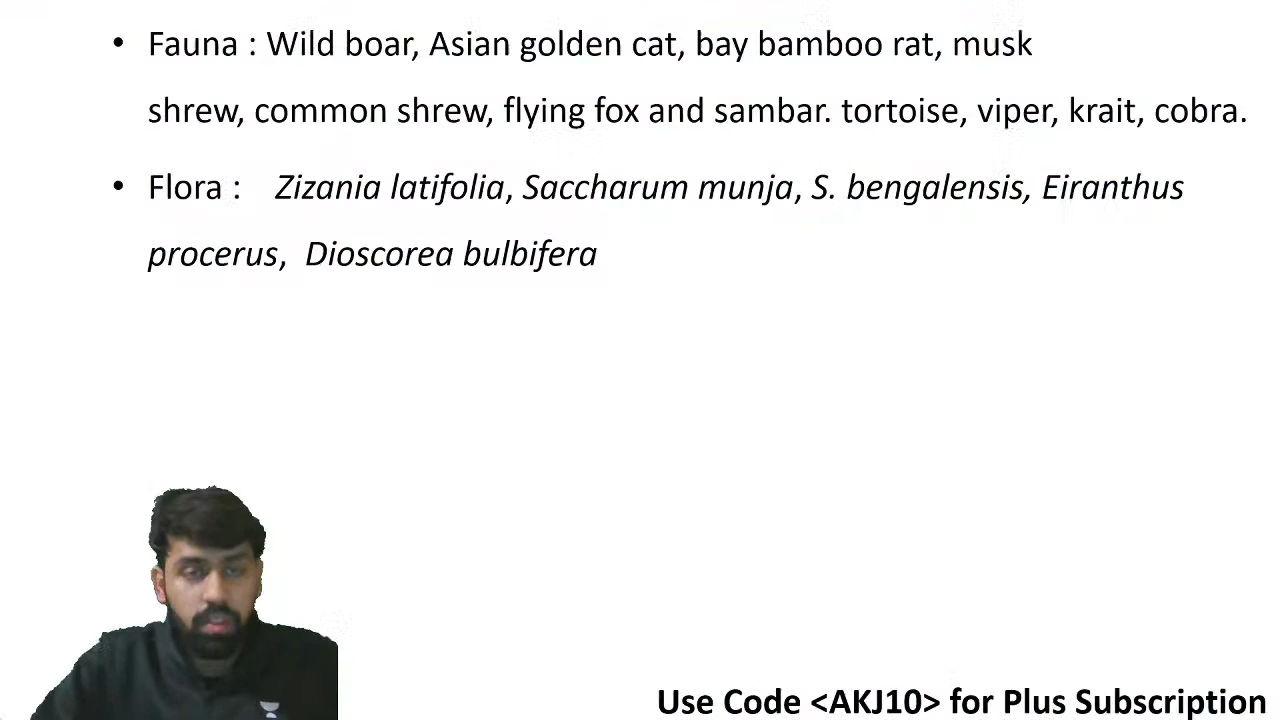 • Fauna : Wild boar, Asian golden cat, bay bamboo rat, musk
shrew, common shrew, flying fox and sambar. tortoise, viper, krait, cobra.
• Flora : Zizania latifolia, Saccharum munja, S. bengalensis, Eiranthus
procerus, Dioscorea bulbifera
Use Code <AKJ10> for Plus Subscription